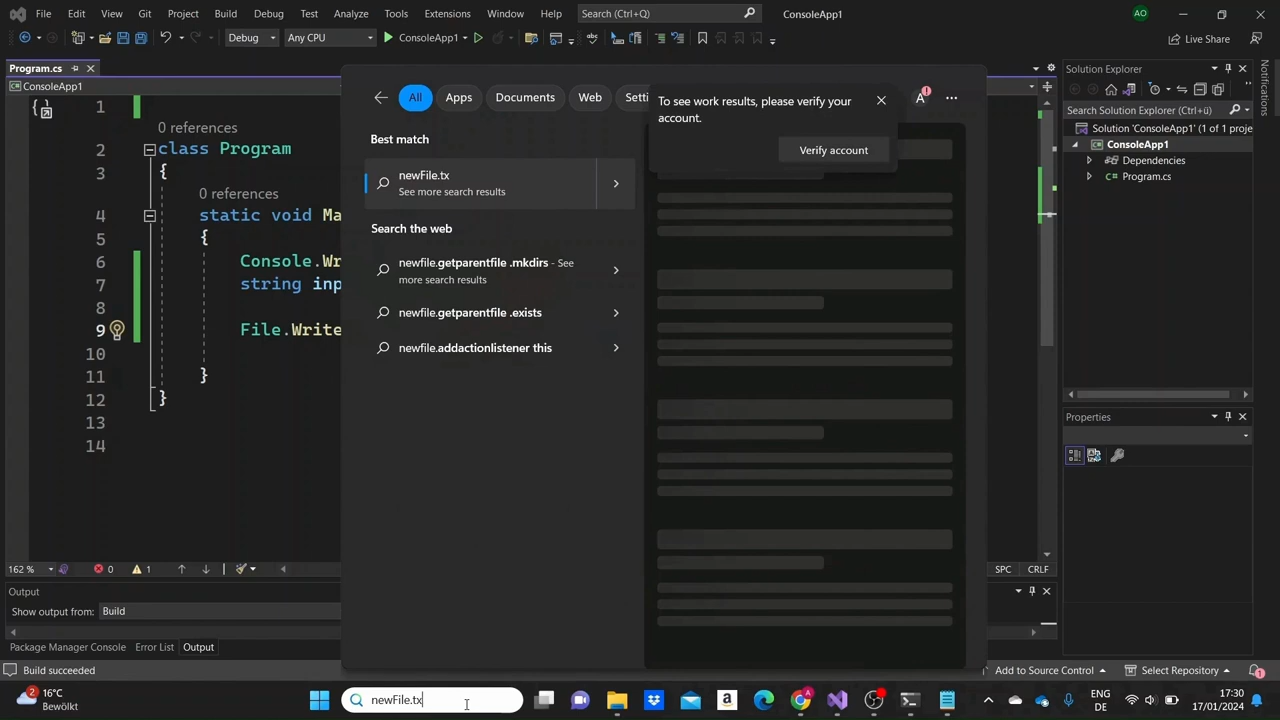 File Edit View Git Project Build Debug Test Analyze Tools Extensions Window Help Search (Ctrl+Q) ConsoleApp1 AO
Debug Any CPU ConsoleApp1 Live Share
Program.cs
ConsoleApp1
1
0 references
2 class Program
3 {
0 references
4 static void Ma
5 {
6 Console.Wr
7 string inp
8
9 File.Write
10
11 }
12 }
13
14
162 % 0 1 SPC CRLF
Output
Show output from: Build
Package Manager Console Error List Output
Build succeeded Add to Source Control Select Repository 1
All Apps Documents Web Setti
To see work results, please verify your
account.
Verify account
A
Best match
newFile.tx
See more search results
Search the web
newfile.getparentfile .mkdirs - See
more search results
newfile.getparentfile .exists
newfile.addactionlistener this
Solution Explorer
Search Solution Explorer (Ctrl+ü)
Solution 'ConsoleApp1' (1 of 1 proje
ConsoleApp1
Dependencies
Program.cs
Properties
Notifications
2 16°C
Bewölkt
newFile.tx
ENG
DE
17:30
17/01/2024